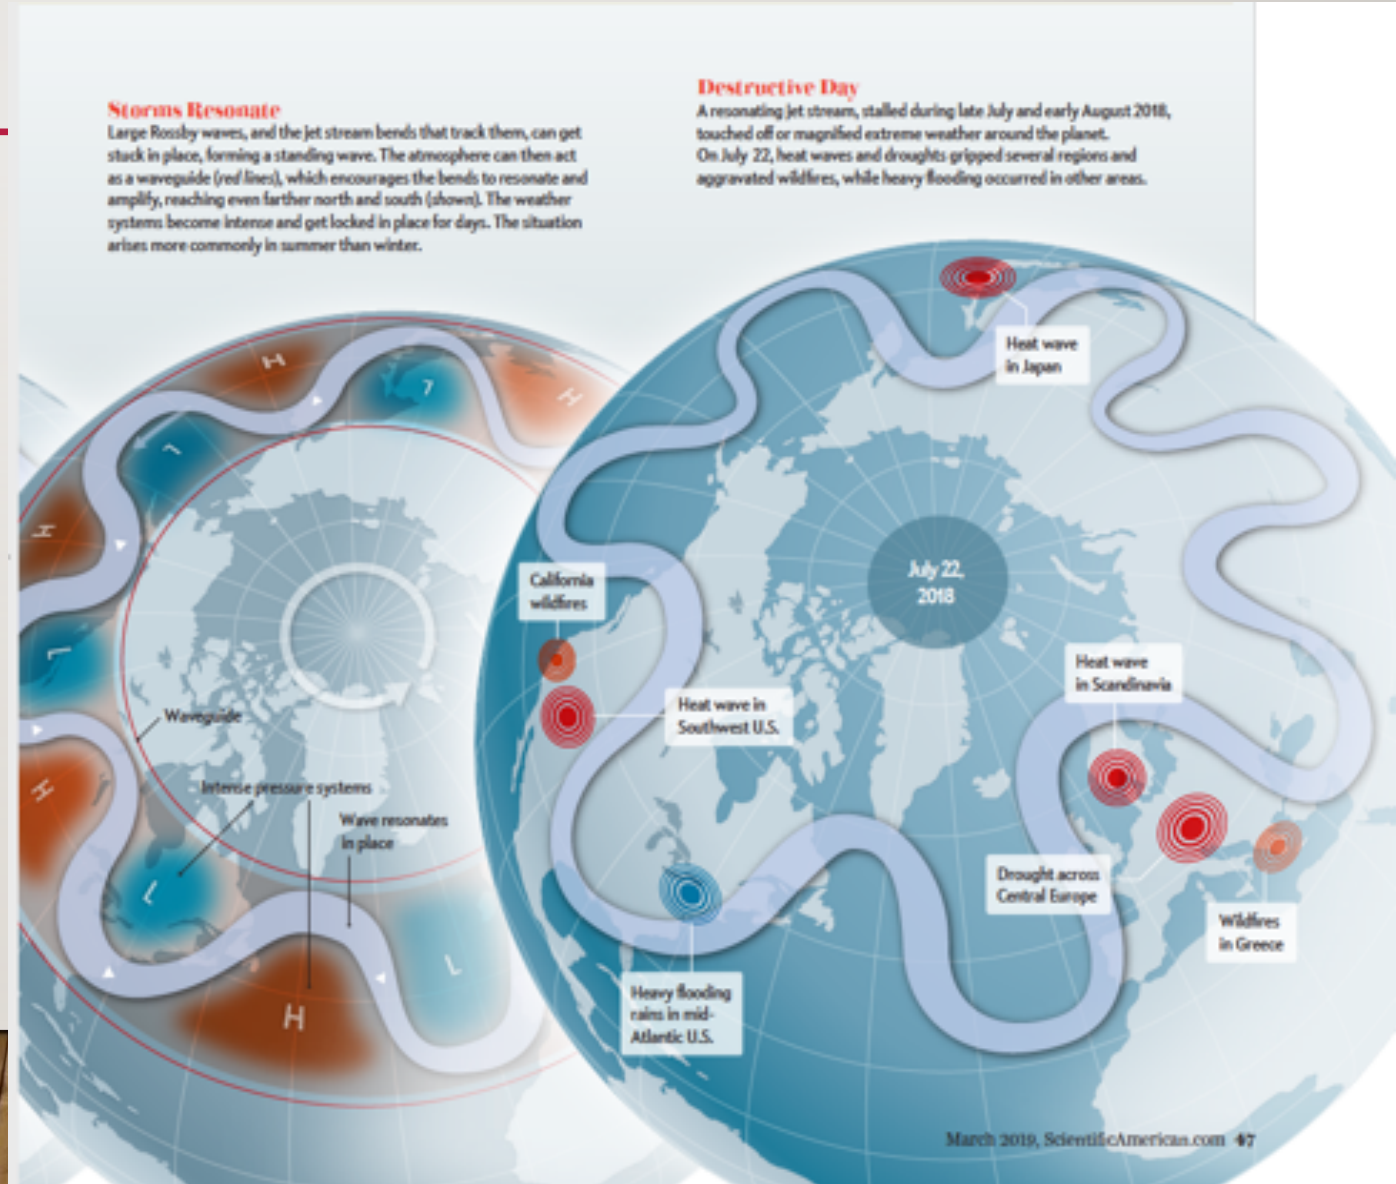 Storms Resonate
Large Rossby waves, and the jet stream bends that track them, can get
stuck in place, forming a standing wave. The atmosphere can then act
as a waveguide (red lines), which encourages the bends to resonate and
amplify, reaching even farther north and south (shown). The weather
systems become intense and get locked in place for days. The situation
arises more commonly in summer than winter.
Destructive Day
A resonating jet stream, stalled during late July and early August 2018,
touched off or magnified extreme weather around the planet.
On July 22, heat waves and droughts gripped several regions and
aggravated wildfires, while heavy flooding occurred in other areas.
H
L
H
L
H
L
H
L
H
L
Waveguide
Intense pressure systems
Wave resonates
in place
Heat wave
in Japan
California
wildfires
July 22,
2018
Heat wave
in Scandinavia
Heat wave in
Southwest U.S.
Drought across
Central Europe
Wildfires
in Greece
Heavy flooding
rains in mid-
Atlantic U.S.
March 2019, ScientificAmerican.com 67